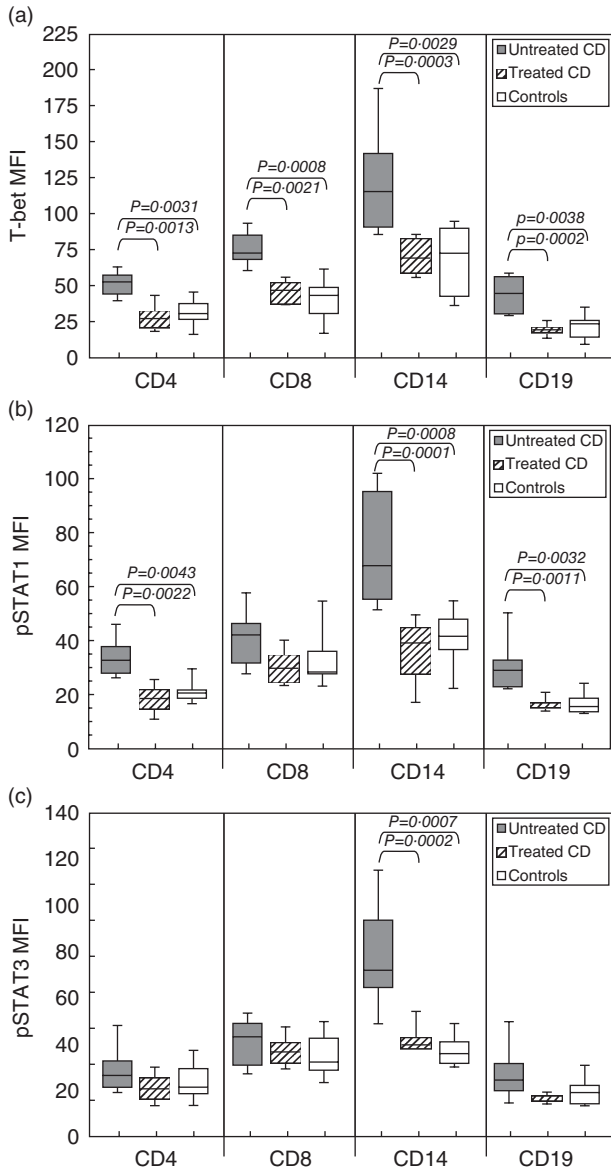 (a)
T-bet MFI
225
200
175
150
125
100
75
50
25
0
P=0·0031
P=0·0013
P=0·0008
P=0·0021
P=0·0029
P=0·0003
p=0·0038
p=0·0002
Untreated CD
Treated CD
Controls
CD4 CD8 CD14 CD19
(b)
pSTAT1 MFI
120
100
80
60
40
20
0
P=0·0043
P=0·0022
P=0·0008
P=0·0001
P=0·0032
P=0·0011
Untreated CD
Treated CD
Controls
CD4 CD8 CD14 CD19
(c)
pSTAT3 MFI
140
120
100
80
60
40
20
0
P=0·0007
P=0·0002
Untreated CD
Treated CD
Controls
CD4 CD8 CD14 CD19